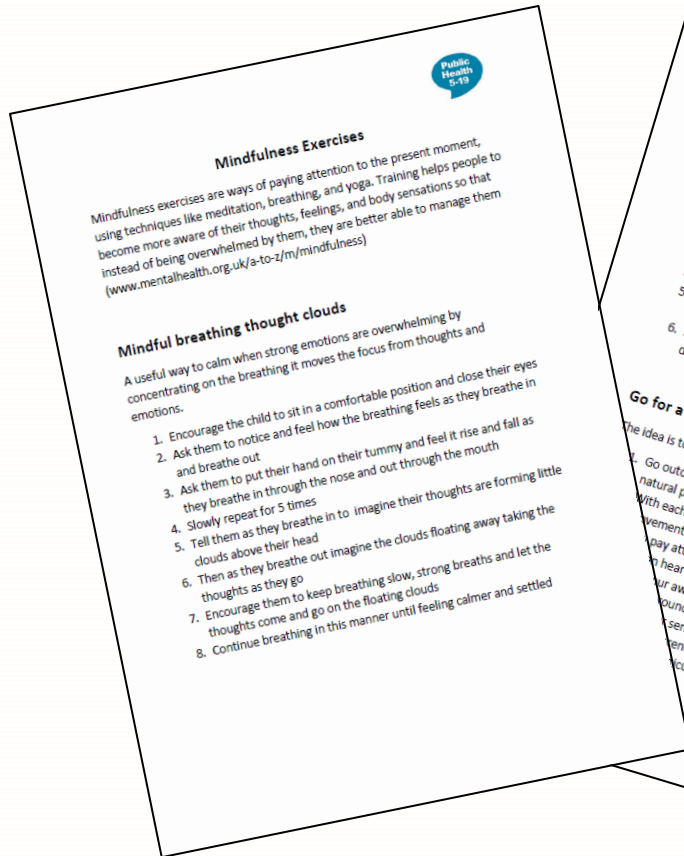 Public
Health
5-19
Mindfulness Exercises
Mindfulness exercises are ways of paying attention to the present moment,
using techniques like meditation, breathing, and yoga. Training helps people to
become more aware of their thoughts, feelings, and body sensations so that
instead of being overwhelmed by them, they are better able to manage them
(www.mentalhealth.org.uk/a-to-z/m/mindfulness)
Mindful breathing thought clouds
A useful way to calm when strong emotions are overwhelming by
concentrating on the breathing it moves the focus from thoughts and
emotions.
1. Encourage the child to sit in a comfortable position and close their eyes
2. Ask them to notice and feel how the breathing feels as they breathe in
and breathe out
3. Ask them to put their hand on their tummy and feel it rise and fall as
they breathe in through the nose and out through the mouth
4. Slowly repeat for 5 times
5. Tell them as they breathe in to imagine their thoughts are forming little
clouds above their head
6. Then as they breathe out imagine the clouds floating away taking the
thoughts as they go
7. Encourage them to keep breathing slow, strong breaths and let the
thoughts come and go on the floating clouds
8. Continue breathing in this manner until feeling calmer and settled
5
6.
Go for a
The idea is
1. Go
natural
With each
pay